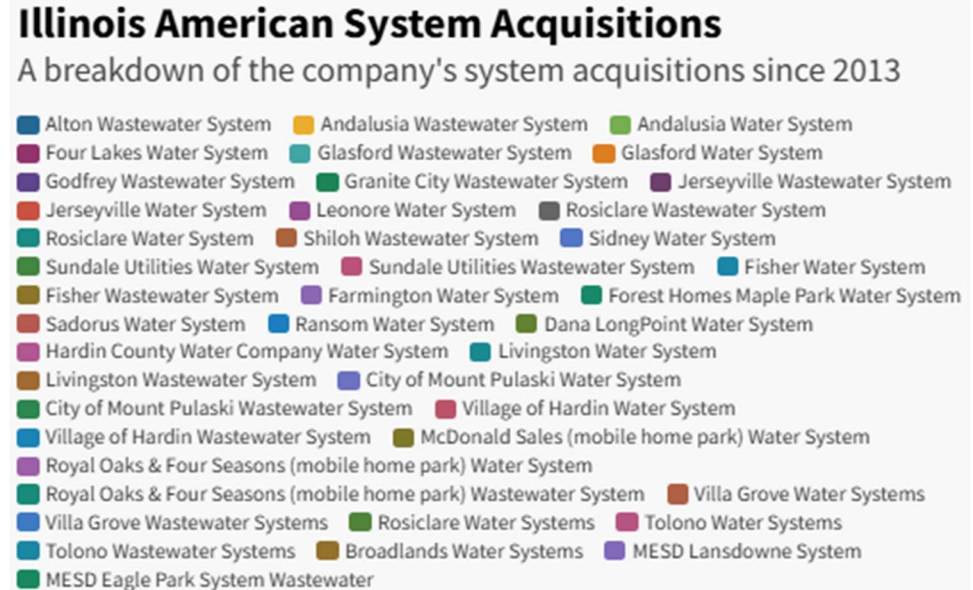 Illinois American System Acquisitions
A breakdown of the company's system acquisitions since 2013
Alton Wastewater System Andalusia Wastewater System Andalusia Water System
Four Lakes Water System Glasford Wastewater System Glasford Water System
Godfrey Wastewater System Granite City Wastewater System Jerseyville Wastewater System
Jerseyville Water System Leonore Water System Rosiclare Wastewater System
Rosiclare Water System Shiloh Wastewater System Sidney Water System
Sundale Utilities Water System Sundale Utilities Wastewater System Fisher Water System
Fisher Wastewater System Farmington Water System Forest Homes Maple Park Water System
Sadorus Water System Ransom Water System Dana LongPoint Water System
Hardin County Water Company Water System Livingston Water System
Livingston Wastewater System City of Mount Pulaski Water System
City of Mount Pulaski Wastewater System Village of Hardin Water System
Village of Hardin Wastewater System McDonald Sales (mobile home park) Water System
Royal Oaks & Four Seasons (mobile home park) Water System
Royal Oaks & Four Seasons (mobile home park) Wastewater System Villa Grove Water Systems
Villa Grove Wastewater Systems Rosiclare Water Systems Tolono Water Systems
Tolono Wastewater Systems Broadlands Water Systems MESD Lansdowne System
MESD Eagle Park System Wastewater